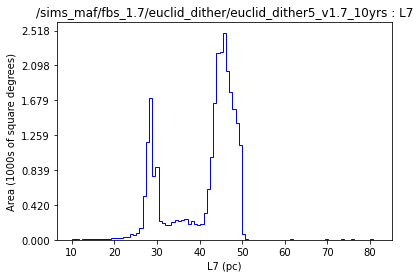 /sims_maf/fbs_1.7/euclid_dither/euclid_dither5_v1.7_10yrs : L7
2.518
2.098
1.679
1.259
0.839
0.420
0.000
Area (1000s of square degrees)
10 20 30 40 50 60 70 80
L7 (pc)